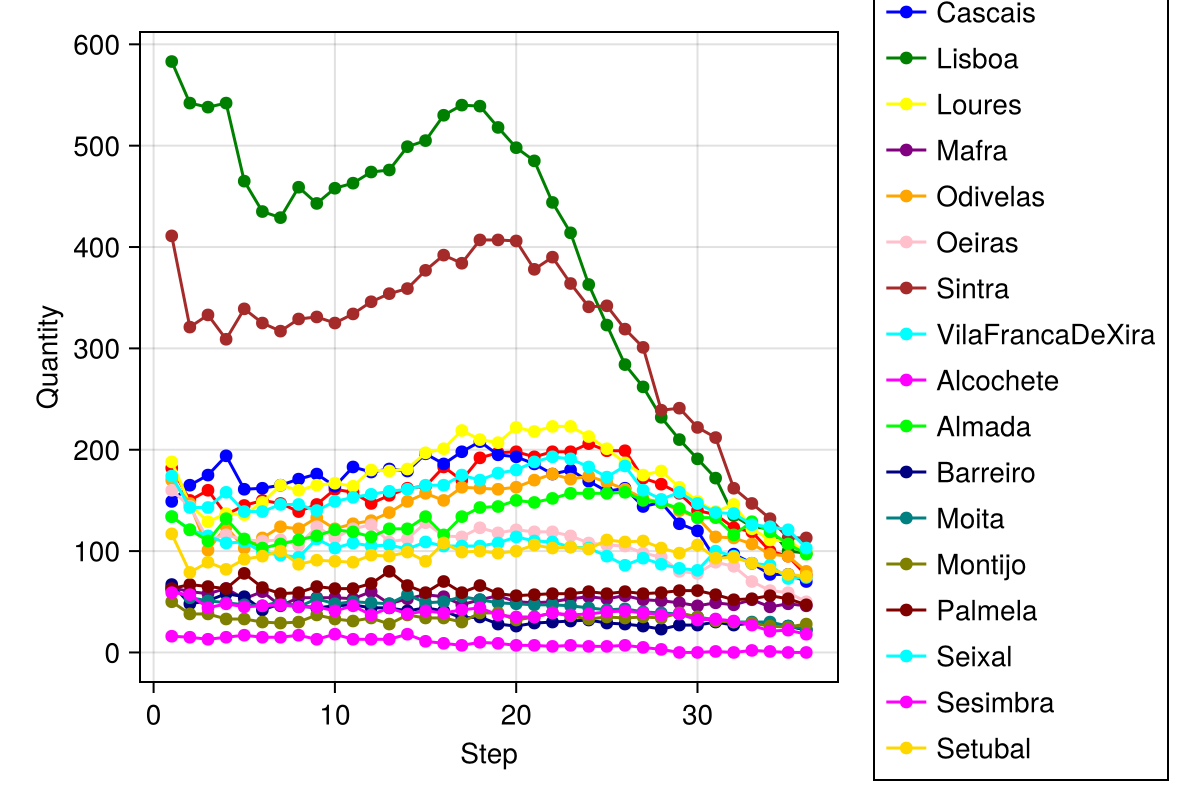 600
500
400
300
200
100
0
Quantity
0
10
20
30
Step
Cascais
Lisboa
Loures
Mafra
Odivelas
Oeiras
Sintra
VilaFrancaDeXira
Alcochete
Almada
Barreiro
Moita
Montijo
Palmela
Seixal
Sesimbra
Setubal